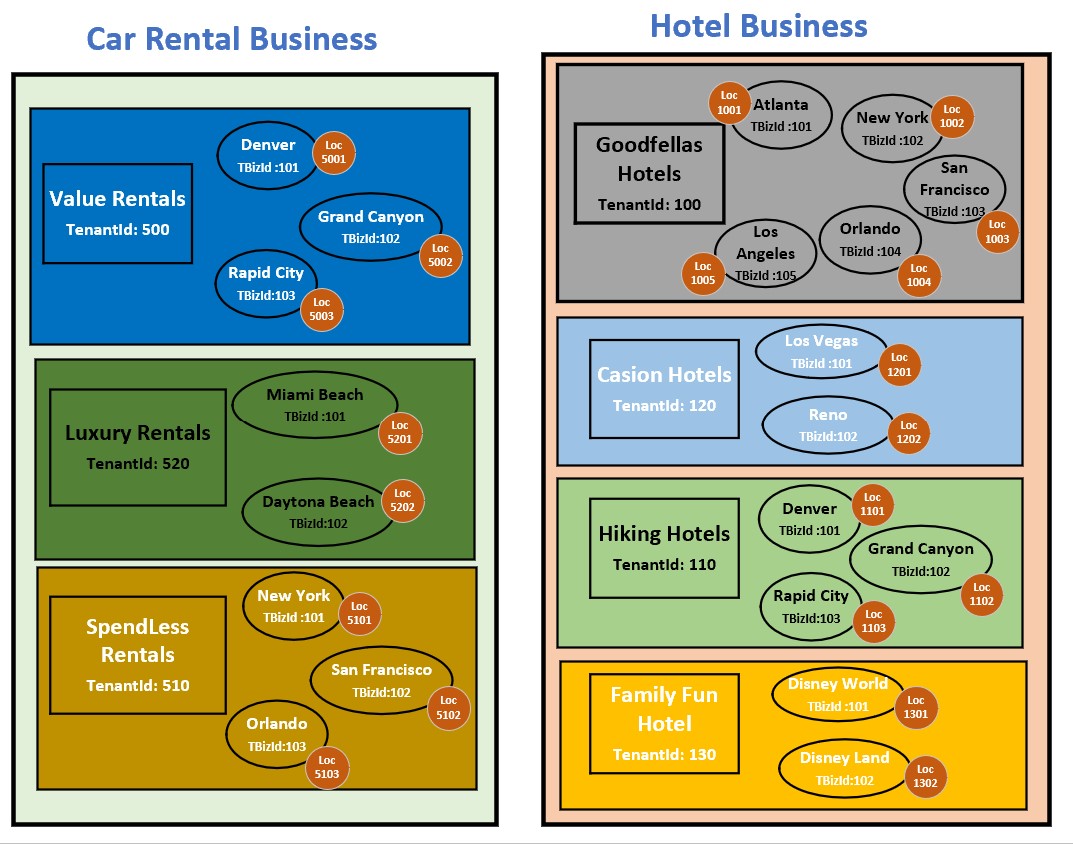 Car Rental Business
Value Rentals
TenantId: 500
Denver
TBizId :101
Loc
5001
Grand Canyon
TBizId:102
Loc
5002
Rapid City
TBizId:103
Loc
5003
Luxury Rentals
TenantId: 520
Miami Beach
TBizId :101
Loc
5201
Daytona Beach
TBizId:102
Loc
5202
SpendLess
Rentals
TenantId: 510
New York
TBizId :101
Loc
5101
San Francisco
TBizId:102
Loc
5102
Orlando
TBizId:103
Loc
5103
Hotel Business
Goodfellas
Hotels
TenantId: 100
Loc
1001
Atlanta
TBizId :101
New York
TBizId :102
Loc
1002
San
Francisco
TBizId :103
Loc
1003
Orlando
TBizId :104
Loc
1004
Los
Angeles
TBizId :105
Loc
1005
Casion Hotels
TenantId: 120
Los Vegas
TBizId :101
Loc
1201
Reno
TBizId:102
Loc
1202
Hiking Hotels
TenantId: 110
Denver
TBizId :101
Loc
1101
Grand Canyon
TBizId:102
Loc
1102
Rapid City
TBizId:103
Loc
1103
Family Fun
Hotel
TenantId: 130
Disney World
TBizId :101
Loc
1301
Disney Land
TBizId:102
Loc
1302